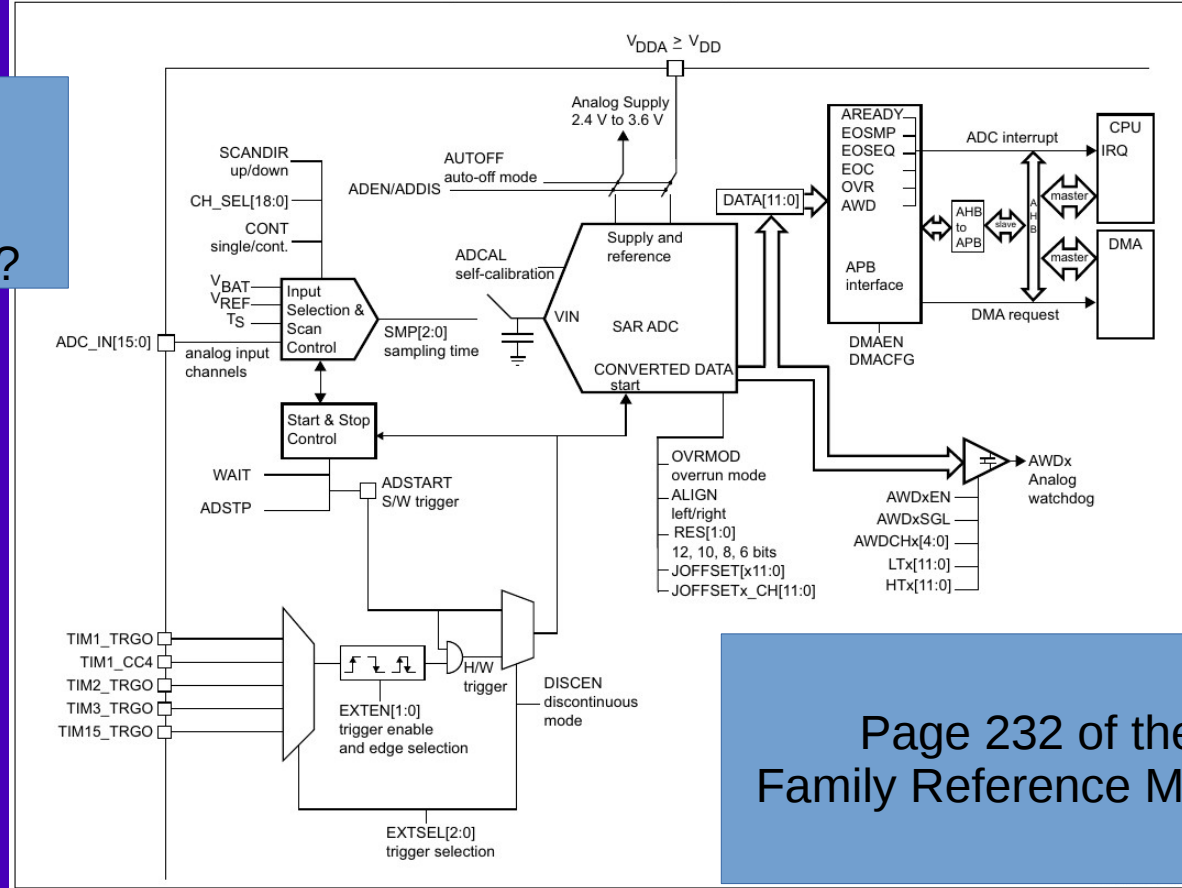 ?
VDDA ≥ VDD
Analog Supply
2.4 V to 3.6 V
SCANDIR
up/down
CH_SEL[18:0]
CONT
single/cont.
AUTOFF
auto-off mode
ADEN/ADDIS
ADCAL
self-calibration
VBAT
VREF
TS
ADC_IN[15:0]
analog input
channels
Input
Selection &
Scan
Control
SMP[2:0]
sampling time
Supply and
reference
VIN
SAR ADC
CONVERTED DATA
start
DATA[11:0]
AREADY
EOSMP
EOSEQ
EOC
OVR
AWD
APB
interface
DMAEN
DMACFG
ADC interrupt
AHB
to
APB
slave
A
H
B
master
master
DMA request
CPU
IRQ
DMA
Start & Stop
Control
WAIT
ADSTP
ADSTART
S/W trigger
OVRMOD
overrun mode
ALIGN
left/right
RES[1:0]
12, 10, 8, 6 bits
JOFFSET[x11:0]
JOFFSETx_CH[11:0]
AWDx
Analog
watchdog
AWDxEN
AWDxSGL
AWDCHx[4:0]
LTx[11:0]
HTx[11:0]
TIM1_TRGO
TIM1_CC4
TIM2_TRGO
TIM3_TRGO
TIM15_TRGO
EXTEN[1:0]
trigger enable
and edge selection
H/W
trigger
DISCEN
discontinuous
mode
EXTSEL[2:0]
trigger selection
Page 232 of the
Family Reference M